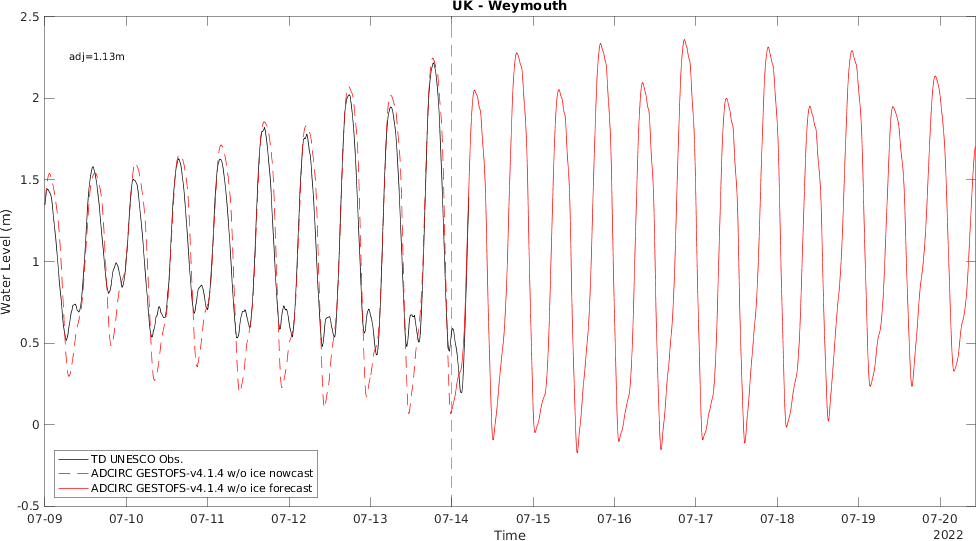 UK - Weymouth
adj=1.13m
Water Level (m)
2.5
2
1.5
1
0.5
0
-0.5
TD UNESCO Obs.
ADCIRC GESTOFS-v4.1.4 w/o ice nowcast
ADCIRC GESTOFS-v4.1.4 w/o ice forecast
07-09 07-10 07-11 07-12 07-13 07-14 07-15 07-16 07-17 07-18 07-19 07-20
Time
2022